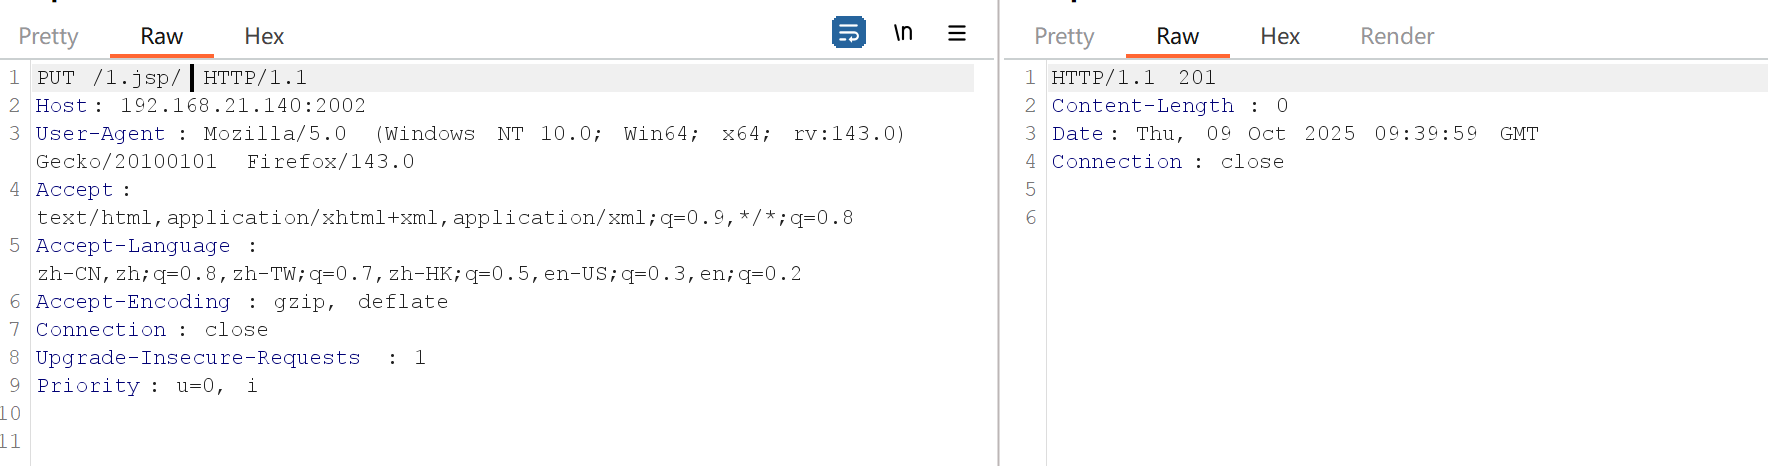 Pretty Raw Hex \n
1 PUT /1.jsp/ HTTP/1.1
2 Host: 192.168.21.140:2002
3 User-Agent : Mozilla/5.0 (Windows NT 10.0; Win64; x64; rv:143.0)
Gecko/20100101 Firefox/143.0
4 Accept :
text/html,application/xhtml+xml,application/xml;q=0.9,*/*;q=0.8
5 Accept-Language :
zh-CN,zh;q=0.8,zh-TW;q=0.7,zh-HK;q=0.5,en-US;q=0.3,en;q=0.2
6 Accept-Encoding : gzip, deflate
7 Connection : close
8 Upgrade-Insecure-Requests : 1
9 Priority : u=0, i
10
11
Pretty Raw Hex Render
1 HTTP/1.1 201
2 Content-Length : 0
3 Date: Thu, 09 Oct 2025 09:39:59 GMT
4 Connection : close
5
6